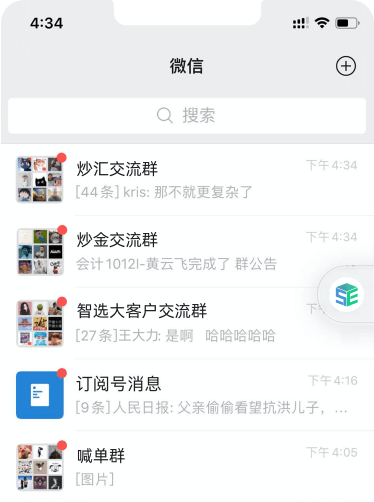 4:34
微信
搜索
炒汇交流群
下午4:34
[44条] kris: 那不就更复杂了
炒金交流群
下午4:34
会计1012I-黄云飞完成了 群公告
智选大客户交流群
下午
[27条]王大力: 是啊 哈哈哈哈哈
订阅号消息
下午4:16
[9条]人民日报: 父亲偷偷看望抗洪儿子，...
喊单群
下午4:05
[图片]